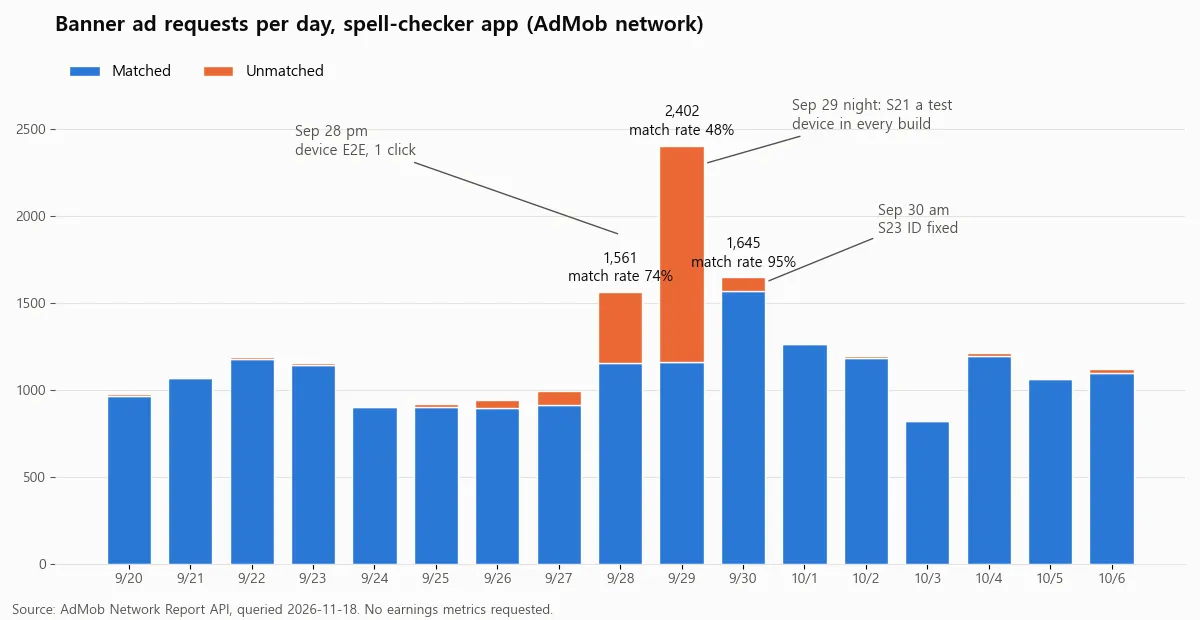 Banner ad requests per day, spell-checker app (AdMob network)
Matched
Unmatched
2,402
match rate 48%
Sep 29 night: S21 a test
device in every build
Sep 28 pm
device E2E, 1 click
Sep 30 am
S23 ID fixed
1,645
match rate 95%
1,561
match rate 74%
2500
2000
1500
1000
500
0
9/20 9/21 9/22 9/23 9/24 9/25 9/26 9/27 9/28 9/29 9/30 10/1 10/2 10/3 10/4 10/5 10/6
Source: AdMob Network Report API, queried 2026-11-18. No earnings metrics requested.